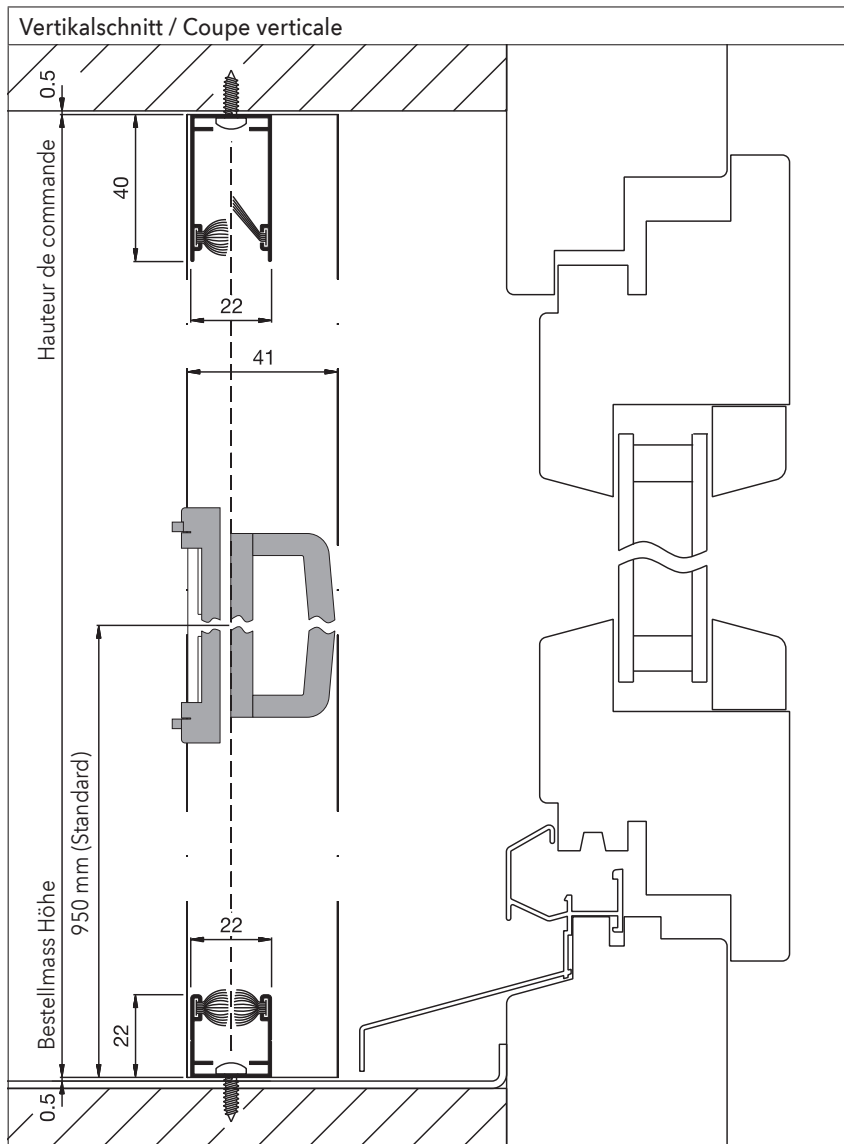 Vertikalschnitt / Coupe verticale
0.5
Hauteur de commande
40
22
41
950 mm (Standard)
Bestellmass Höhe
22
22
0.5